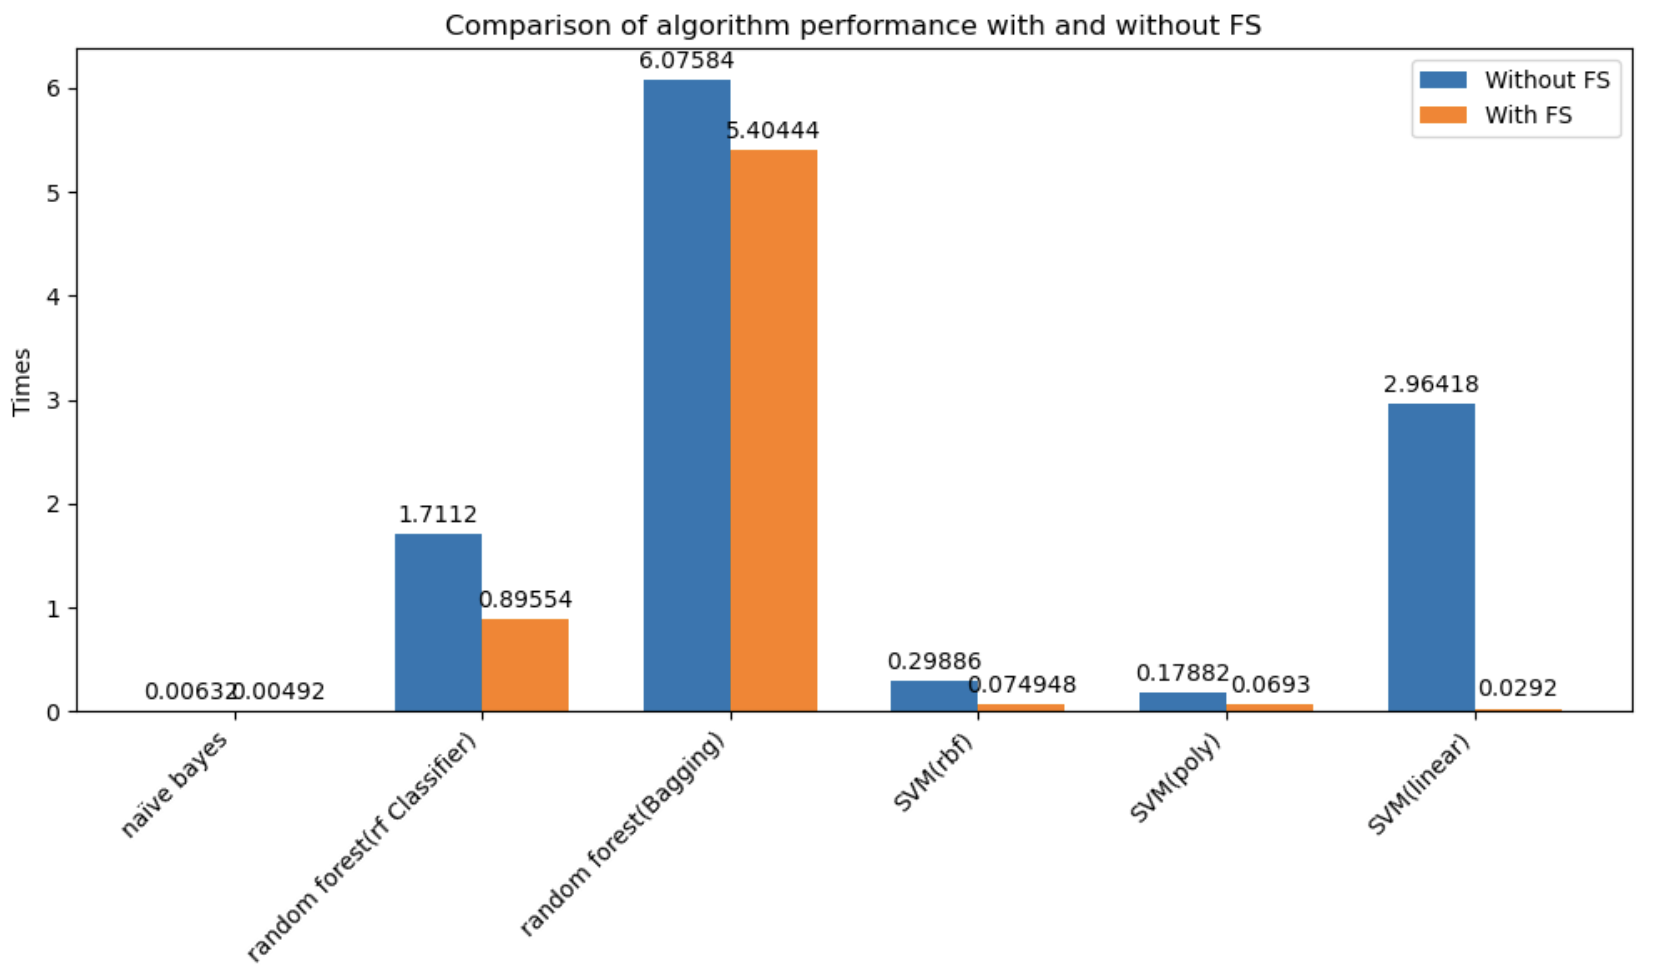 Comparison of algorithm performance with and without FS
Without FS
With FS
Times
6
5
4
3
2
1
0
0.00632
0.00492
1.7112
0.89554
6.07584
5.40444
0.29886
0.074948
0.17882
0.0693
2.96418
0.0292
naïve bayes
random forest(rf Classifier)
random forest(Bagging)
SVM(rbf)
SVM(poly)
SVM(linear)